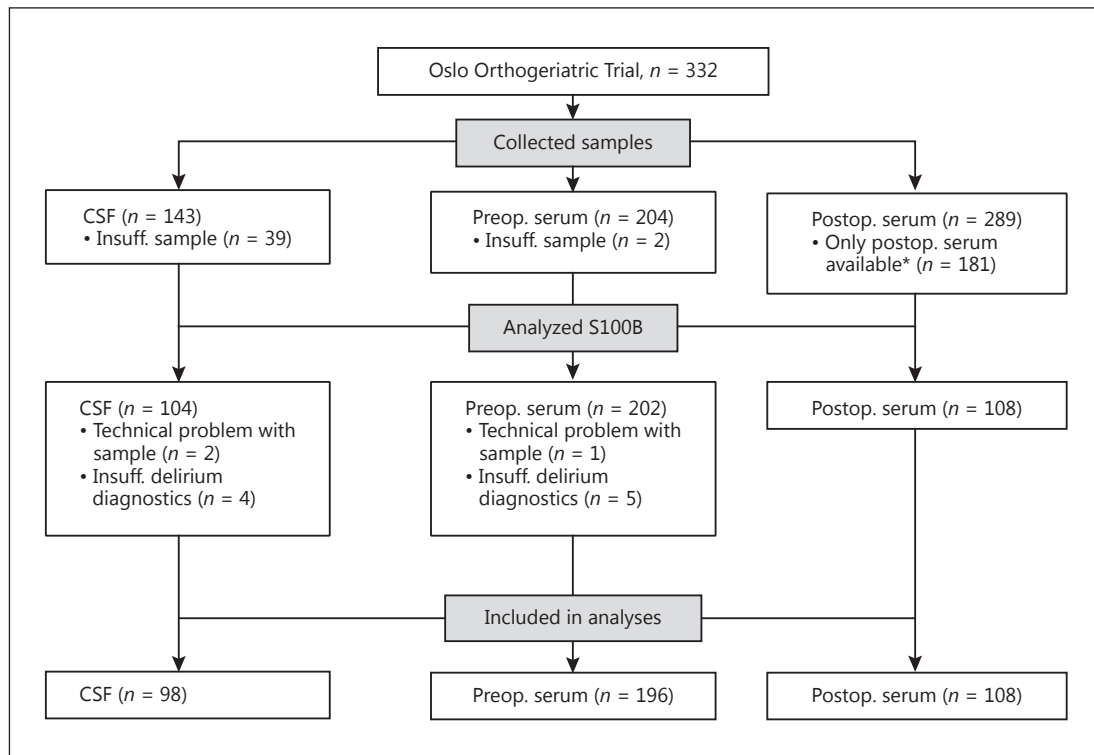 Oslo Orthogeriatric Trial, n = 332
Collected samples
CSF (n = 143)
• Insuff. sample (n = 39)
Preop. serum (n = 204)
• Insuff. sample (n = 2)
Postop. serum (n = 289)
• Only postop. serum
available* (n = 181)
Analyzed S100B
CSF (n = 104)
• Technical problem with
sample (n = 2)
• Insuff. delirium
diagnostics (n = 4)
Preop. serum (n = 202)
• Technical problem with
sample (n = 1)
• Insuff. delirium
diagnostics (n = 5)
Postop. serum (n = 108)
Included in analyses
CSF (n = 98)
Preop. serum (n = 196)
Postop. serum (n = 108)